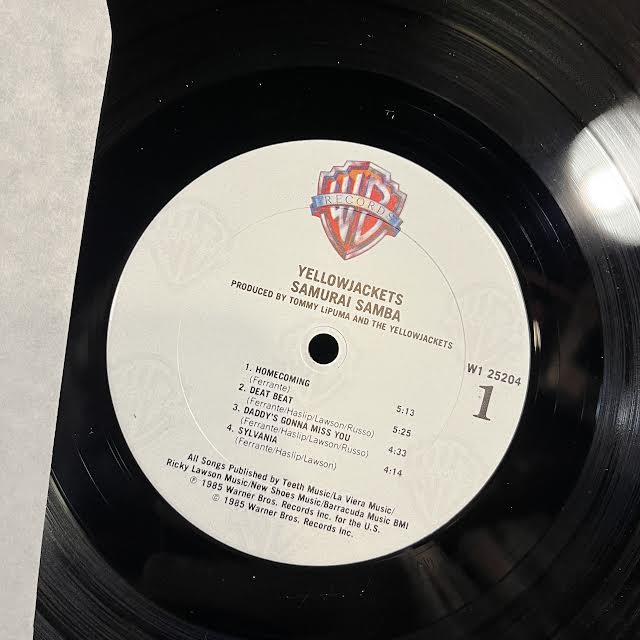 WB
RECORDS
YELLOWJACKETS
SAMURAI SAMBA
PRODUCED BY TOMMY LiPUMA AND THE YELLOWJACKETS
W1 25204
1
1. HOMECOMING 5:13
(Ferrante)
2. DEAT BEAT 5:25
(Ferrante/Haslip/Lawson/Russo)
3. DADDY'S GONNA MISS YOU 4:33
(Ferrante/Haslip/Lawson/Russo)
4. SYLVANIA 4:14
(Ferrante/Haslip/Lawson)
All Songs Published by Teeth Music/La Viera Music/
Ricky Lawson Music/New Shoes Music/Barracuda Music BMI
℗ 1985 Warner Bros. Records Inc. for the U.S.
© 1985 Warner Bros. Records Inc.